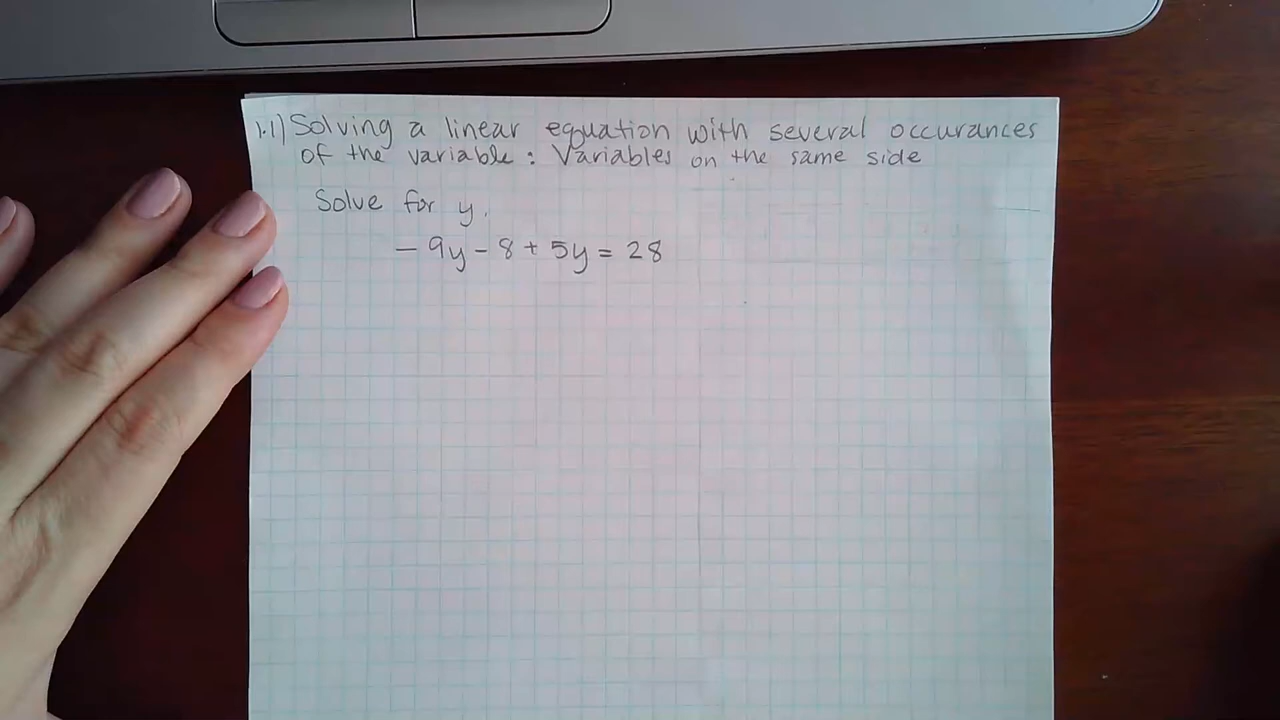 1.1) Solving a linear equation with several occurances
of the variable: Variables on the same side
Solve for y.
- 9y - 8 + 5y = 28